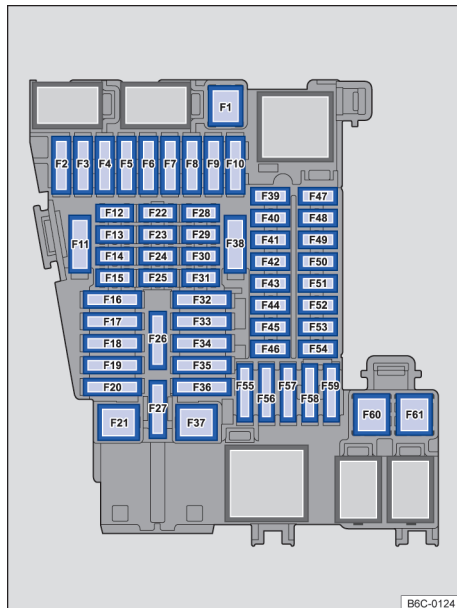 F1
F2 F3 F4 F5 F6 F7 F8 F9 F10
F11
F12 F22 F28
F13 F23 F29
F14 F24 F30
F15 F25 F31
F38
F39 F47
F40 F48
F41 F49
F42 F50
F43 F51
F44 F52
F45 F53
F46 F54
F16 F32
F17 F33
F18 F34
F19 F35
F20 F36
F26
F27
F21 F37
F55 F56 F57 F58 F59
F60 F61
B6C-0124